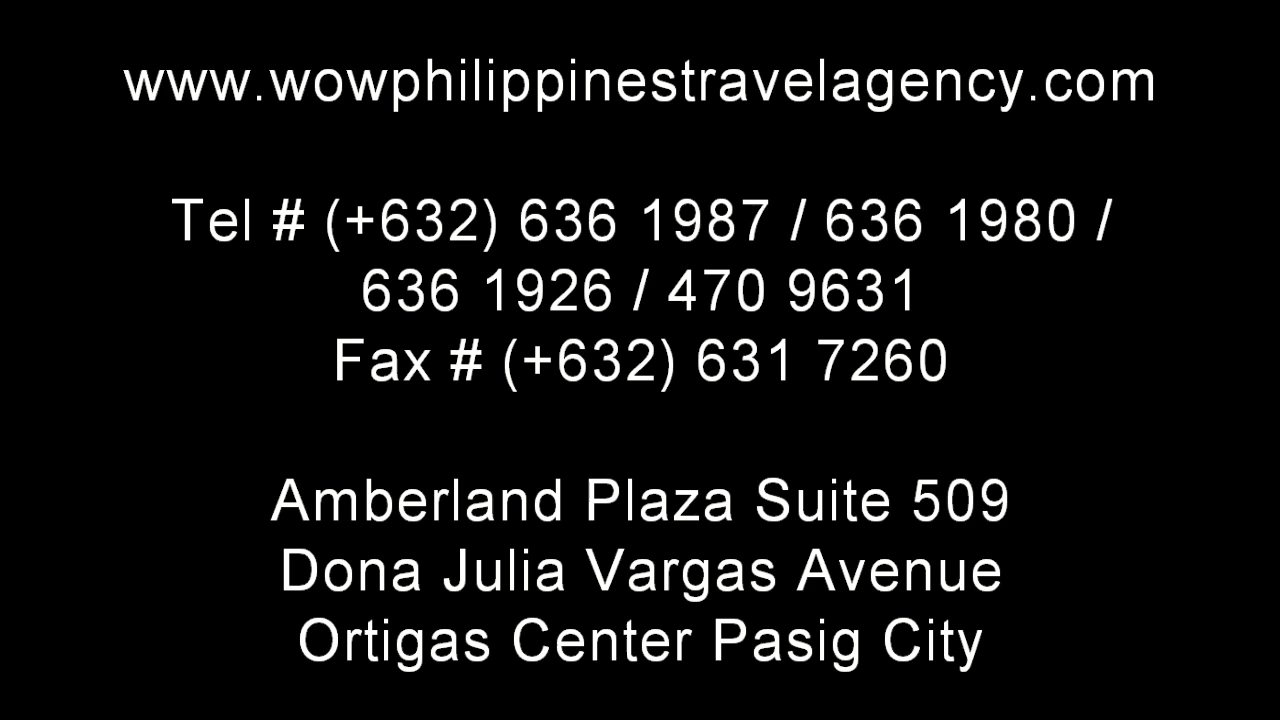 www.wowphilippinestravelagency.com
Tel # (+632) 636 1987 / 636 1980 /
636 1926 / 470 9631
Fax # (+632) 631 7260
Amberland Plaza Suite 509
Dona Julia Vargas Avenue
Ortigas Center Pasig City